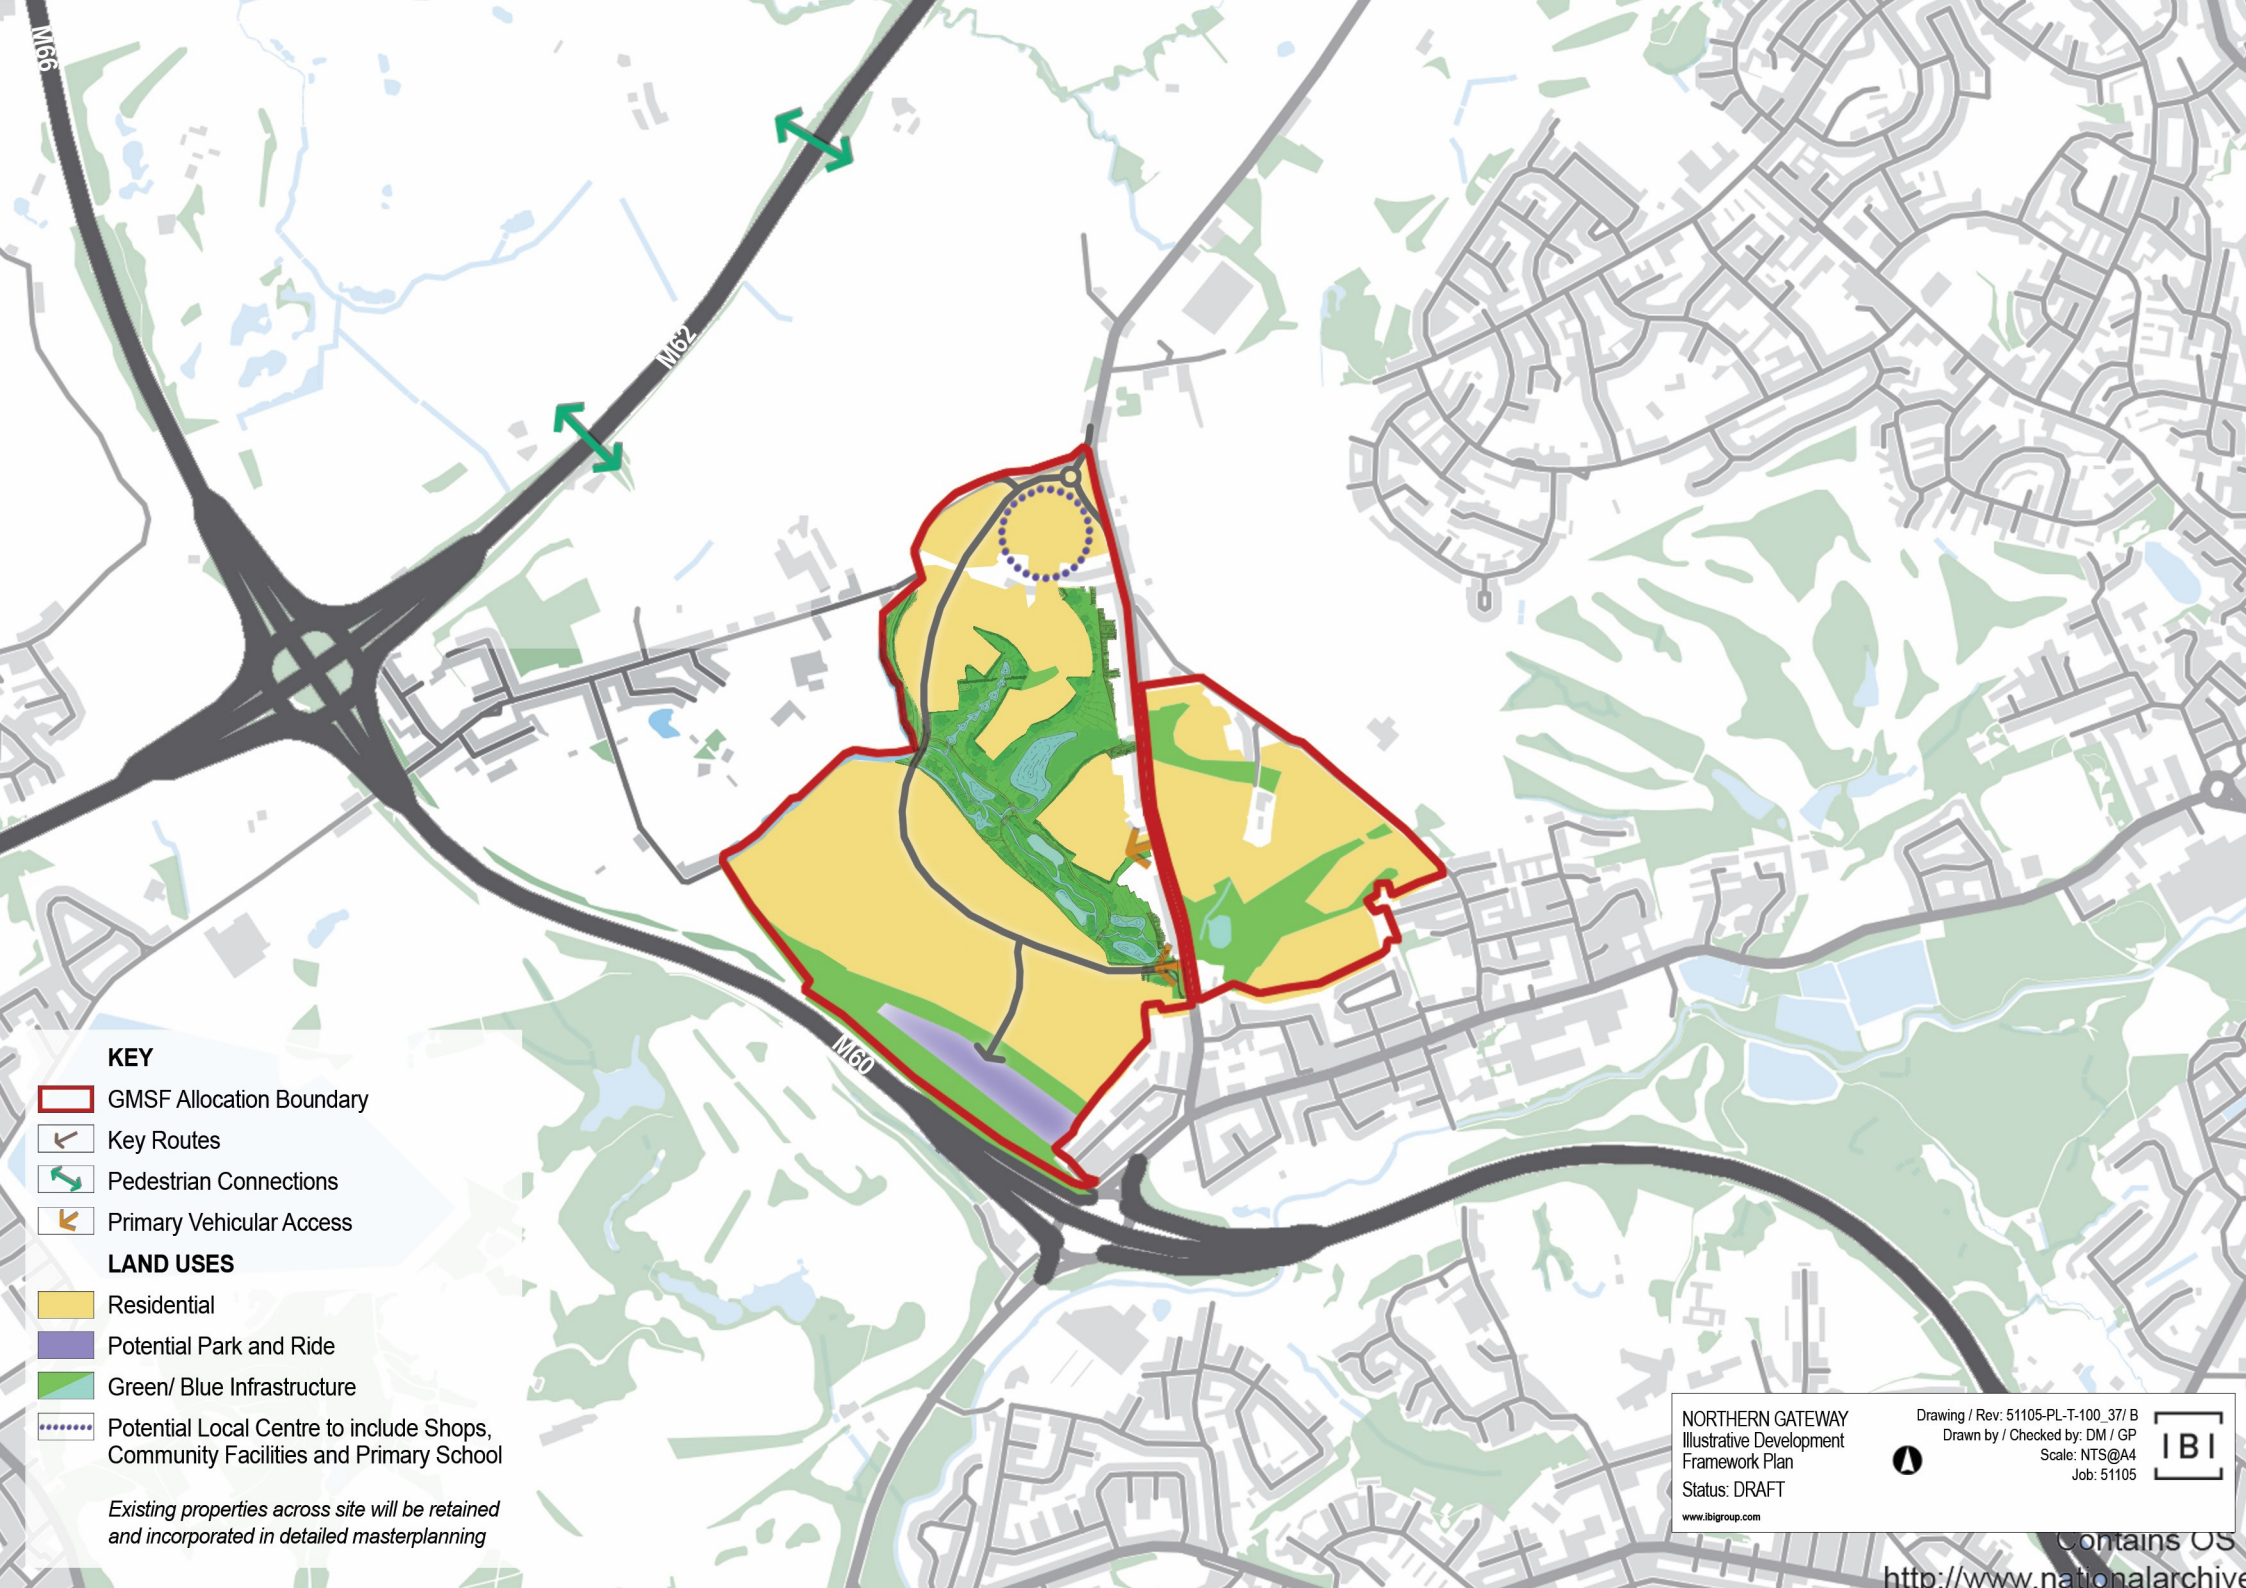 M66
M62
M60
KEY
GMSF Allocation Boundary
Key Routes
Pedestrian Connections
Primary Vehicular Access
LAND USES
Residential
Potential Park and Ride
Green/ Blue Infrastructure
Potential Local Centre to include Shops,
Community Facilities and Primary School
Existing properties across site will be retained
and incorporated in detailed masterplanning
NORTHERN GATEWAY
Illustrative Development
Framework Plan
Status: DRAFT
www.ibigroup.com
Drawing / Rev: 51105-PL-T-100_37/ B
Drawn by / Checked by: DM / GP
Scale: NTS@A4
Job: 51105
IBI
Contains OS
http://www.nationalarchive